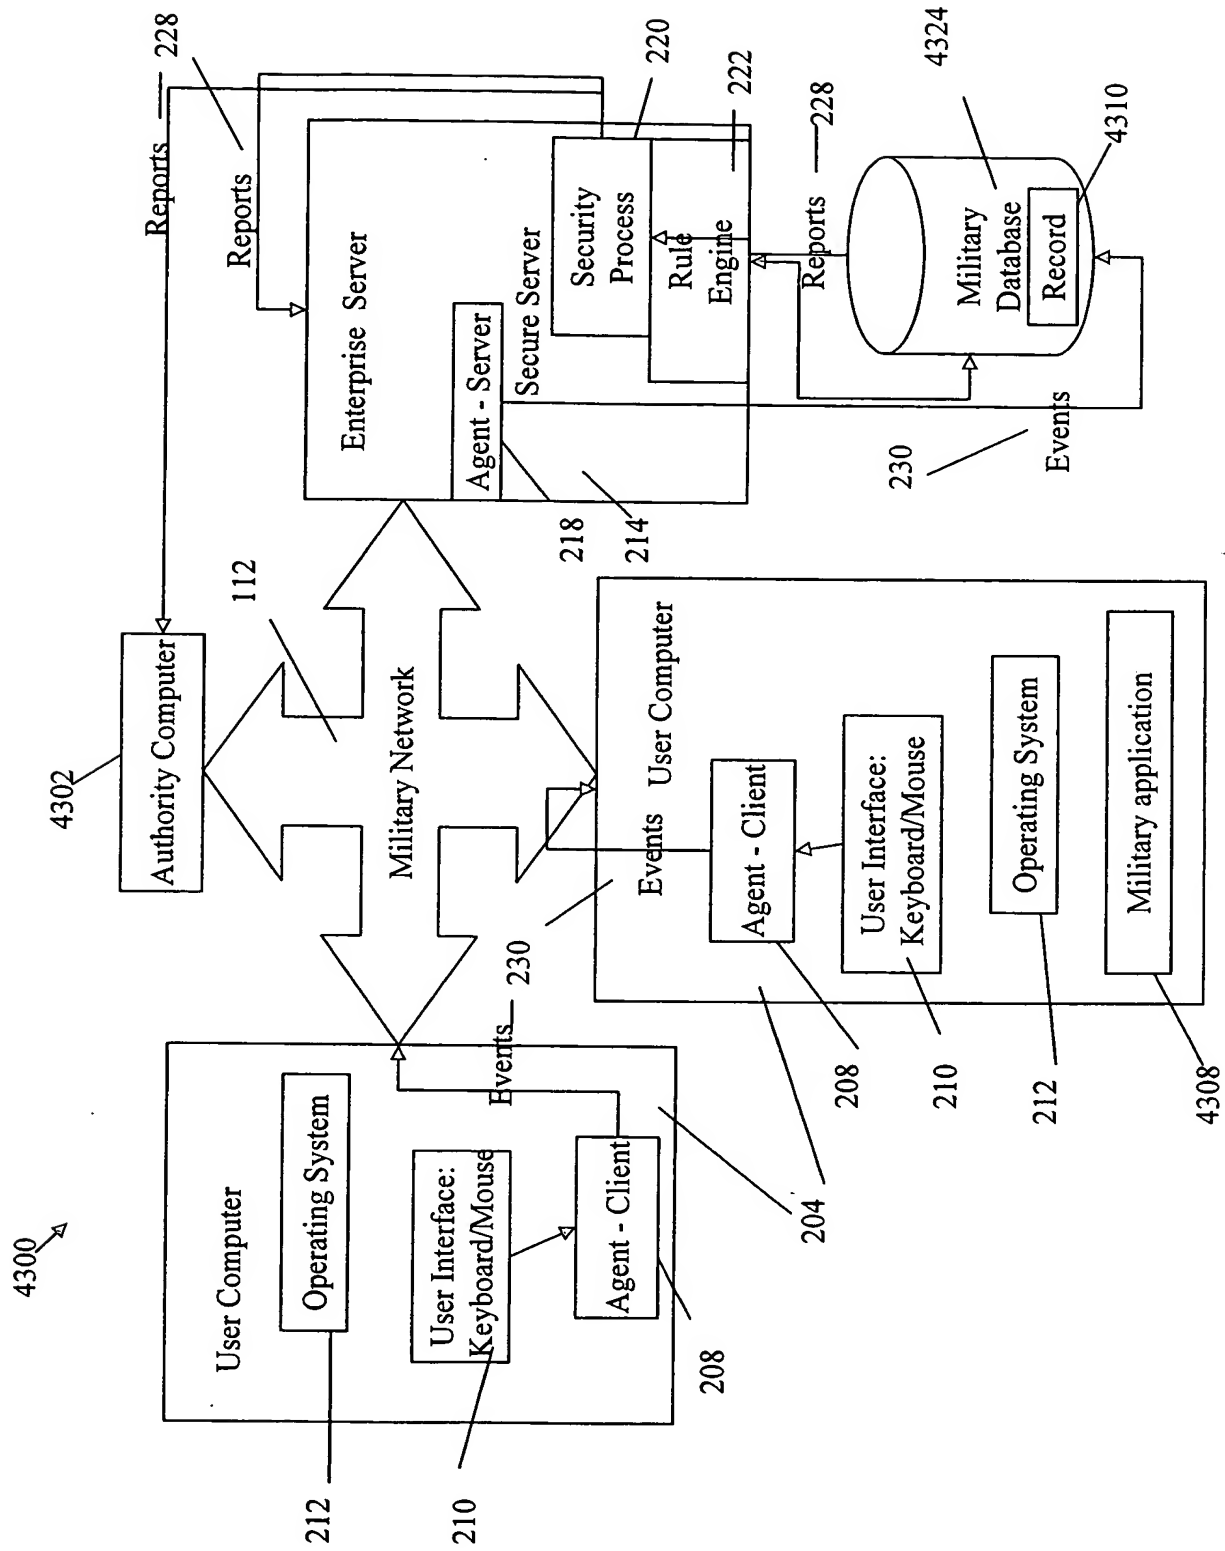 4300
User Computer
Operating System
212
User Interface:
Keyboard/Mouse
210
Agent - Client
208
Events
230
204
4302
Authority Computer
112
Military Network
Reports
228
Reports
Enterprise Server
Agent - Server
218
214
Secure Server
Security
Process
220
Rule
Engine
222
Reports
228
Military
Database
4324
Record
4310
Events
230
User Computer
Events
Agent - Client
208
User Interface:
Keyboard/Mouse
210
Operating System
212
Military application
4308